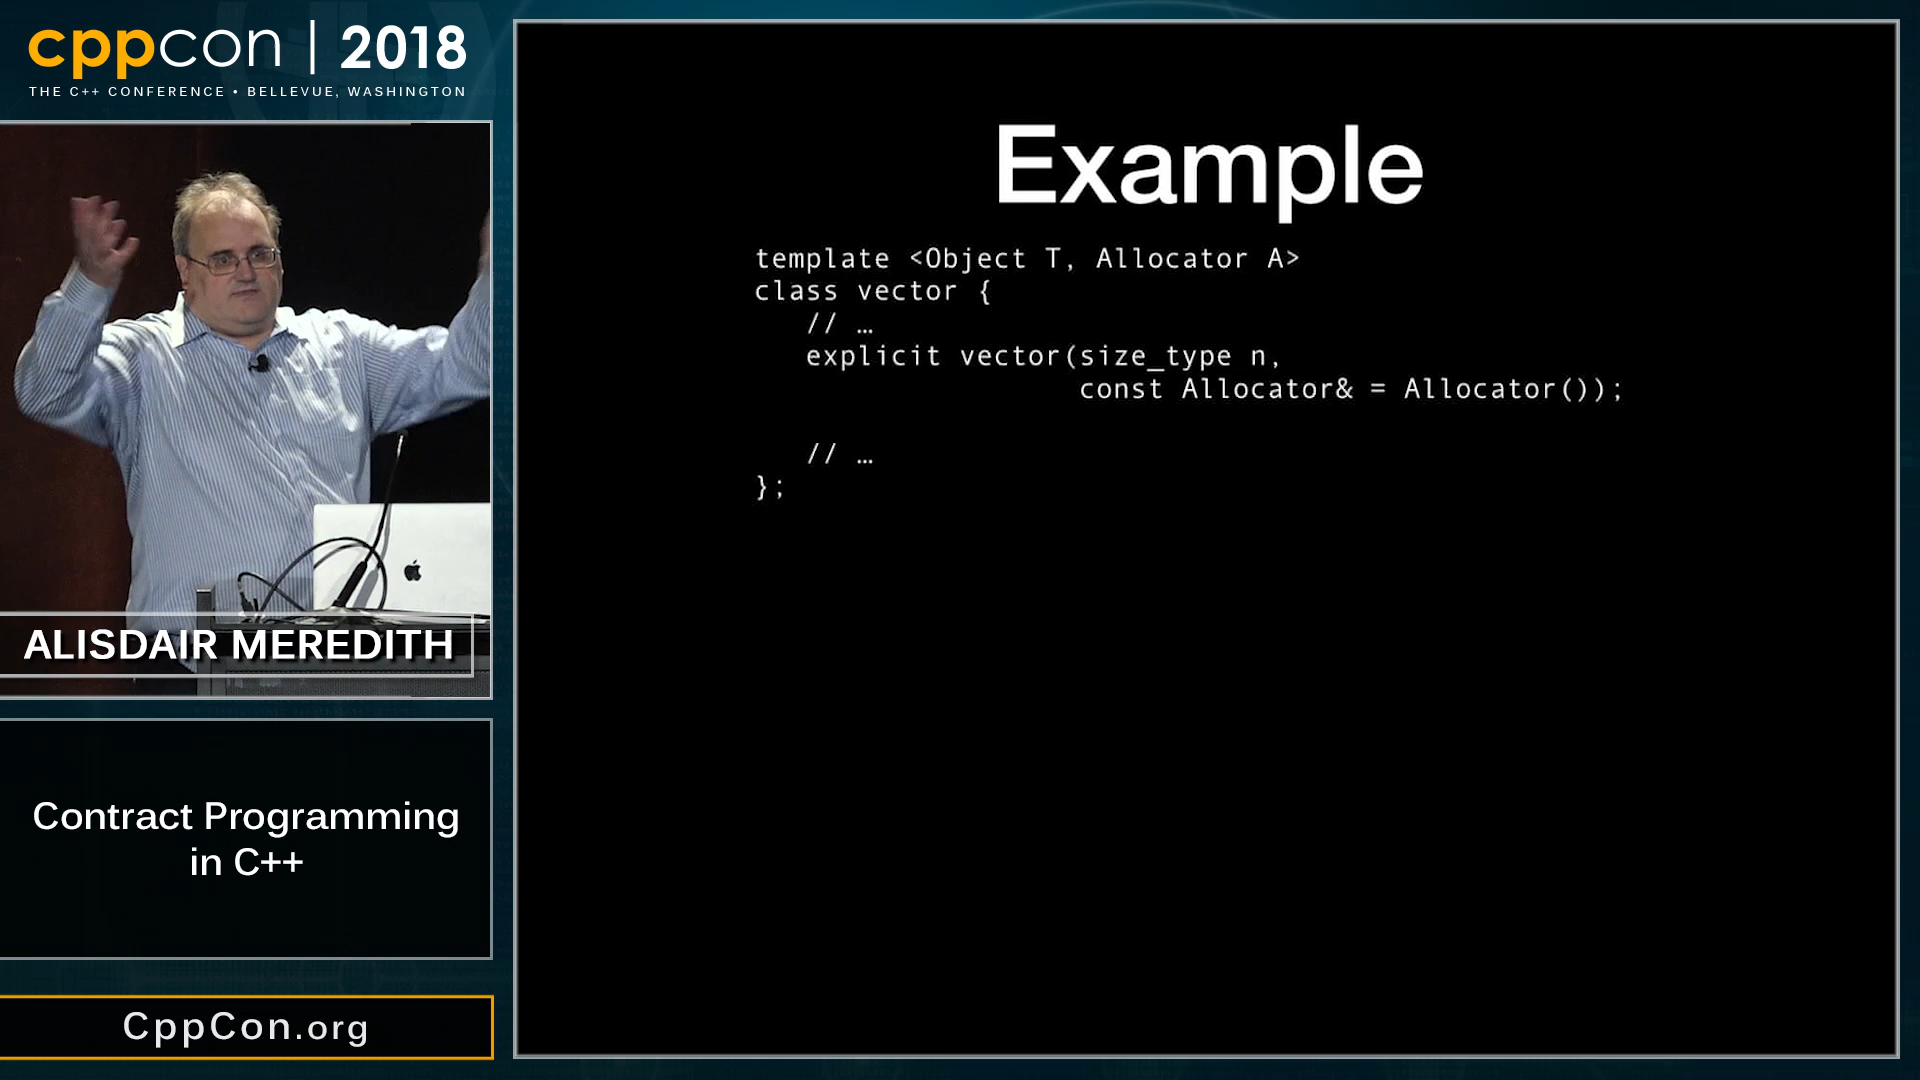 cppcon | 2018
THE C++ CONFERENCE • BELLEVUE, WASHINGTON
ALISDAIR MEREDITH
Contract Programming
in C++
CppCon.org
Example
template <Object T, Allocator A>
class vector {
// …
explicit vector(size_type n,
const Allocator& = Allocator());
// …
};